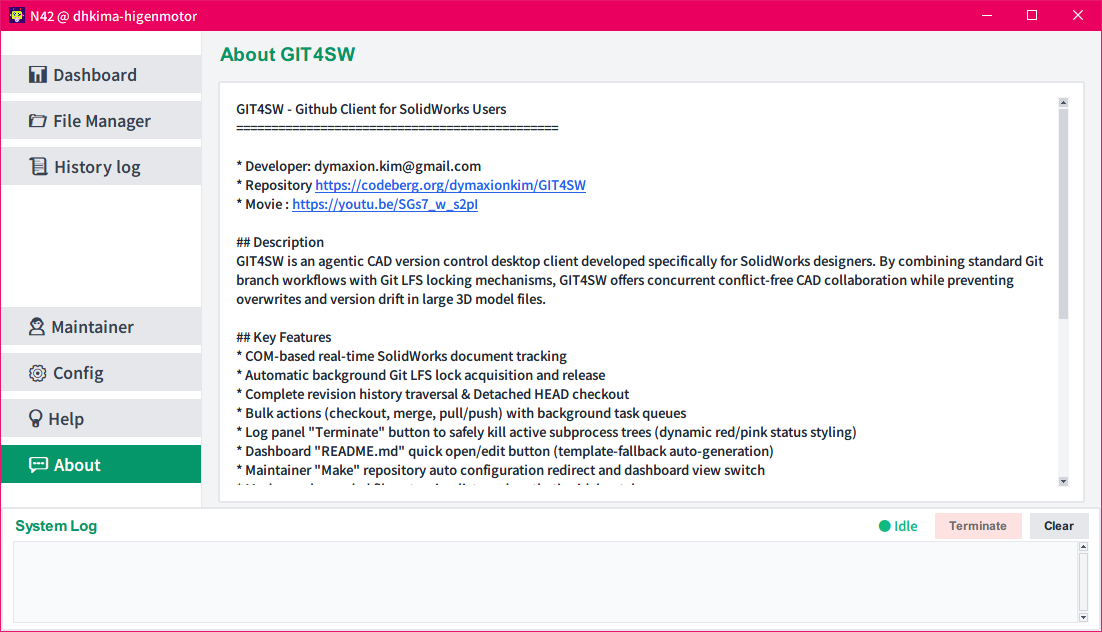 N42 @ dhkima-higenmotor
Dashboard
File Manager
History log
Maintainer
Config
Help
About
About GIT4SW
GIT4SW - Github Client for SolidWorks Users
==============================================
* Developer: dymaxion.kim@gmail.com
* Repository https://codeberg.org/dymaxionkim/GIT4SW
* Movie : https://youtu.be/SGs7_w_s2pI
## Description
GIT4SW is an agentic CAD version control desktop client developed specifically for SolidWorks designers. By combining standard Git
branch workflows with Git LFS locking mechanisms, GIT4SW offers concurrent conflict-free CAD collaboration while preventing
overwrites and version drift in large 3D model files.
## Key Features
* COM-based real-time SolidWorks document tracking
* Automatic background Git LFS lock acquisition and release
* Complete revision history traversal & Detached HEAD checkout
* Bulk actions (checkout, merge, pull/push) with background task queues
* Log panel "Terminate" button to safely kill active subprocess trees (dynamic red/pink status styling)
* Dashboard "README.md" quick open/edit button (template-fallback auto-generation)
* Maintainer "Make" repository auto configuration redirect and dashboard view switch
System Log
Idle
Terminate
Clear